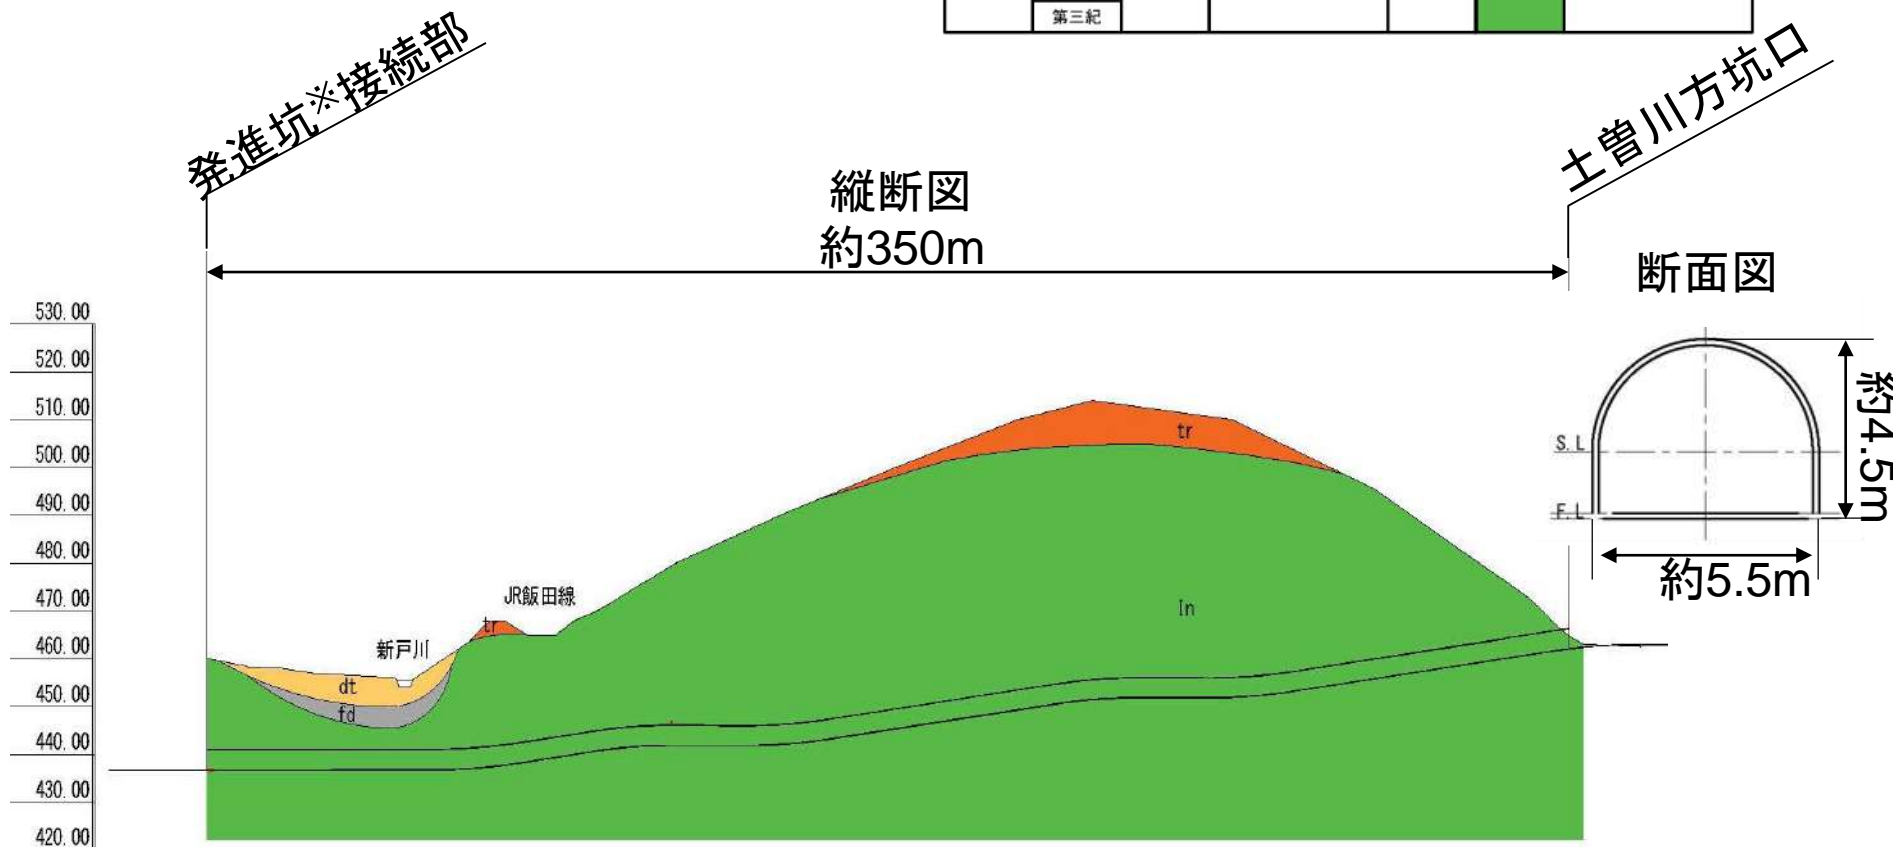 第三紀
発進坑※接続部
土曽川方坑口
縦断図
約350m
断面図
530.00
520.00
510.00
500.00
490.00
480.00
470.00
460.00
450.00
440.00
430.00
420.00
tr
S.L
F.L
約4.5m
約5.5m
JR飯田線
tr
In
新戸川
dt
fd